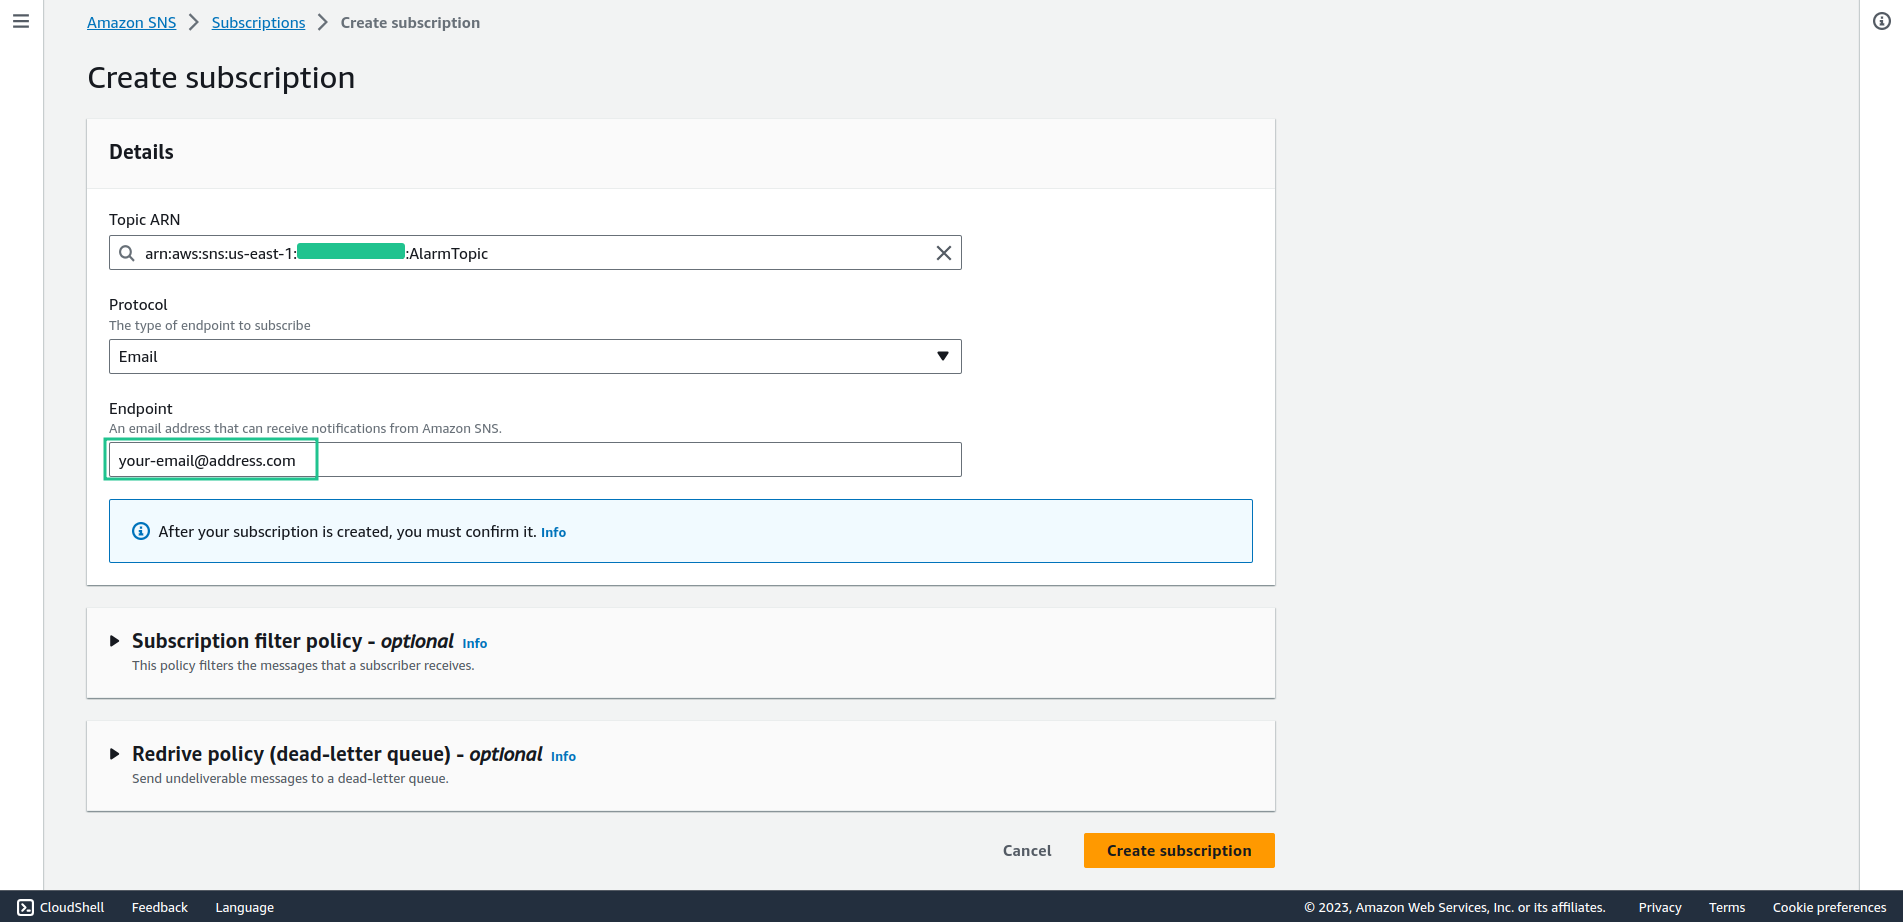 Amazon SNS > Subscriptions > Create subscription
Create subscription
Details
Topic ARN
arn:aws:sns:us-east-1: :AlarmTopic
Protocol
The type of endpoint to subscribe
Email
Endpoint
An email address that can receive notifications from Amazon SNS.
your-email@address.com
After your subscription is created, you must confirm it. Info
Subscription filter policy - optional Info
This policy filters the messages that a subscriber receives.
Redrive policy (dead-letter queue) - optional Info
Send undeliverable messages to a dead-letter queue.
Cancel Create subscription
CloudShell Feedback Language © 2023, Amazon Web Services, Inc. or its affiliates. Privacy Terms Cookie preferences